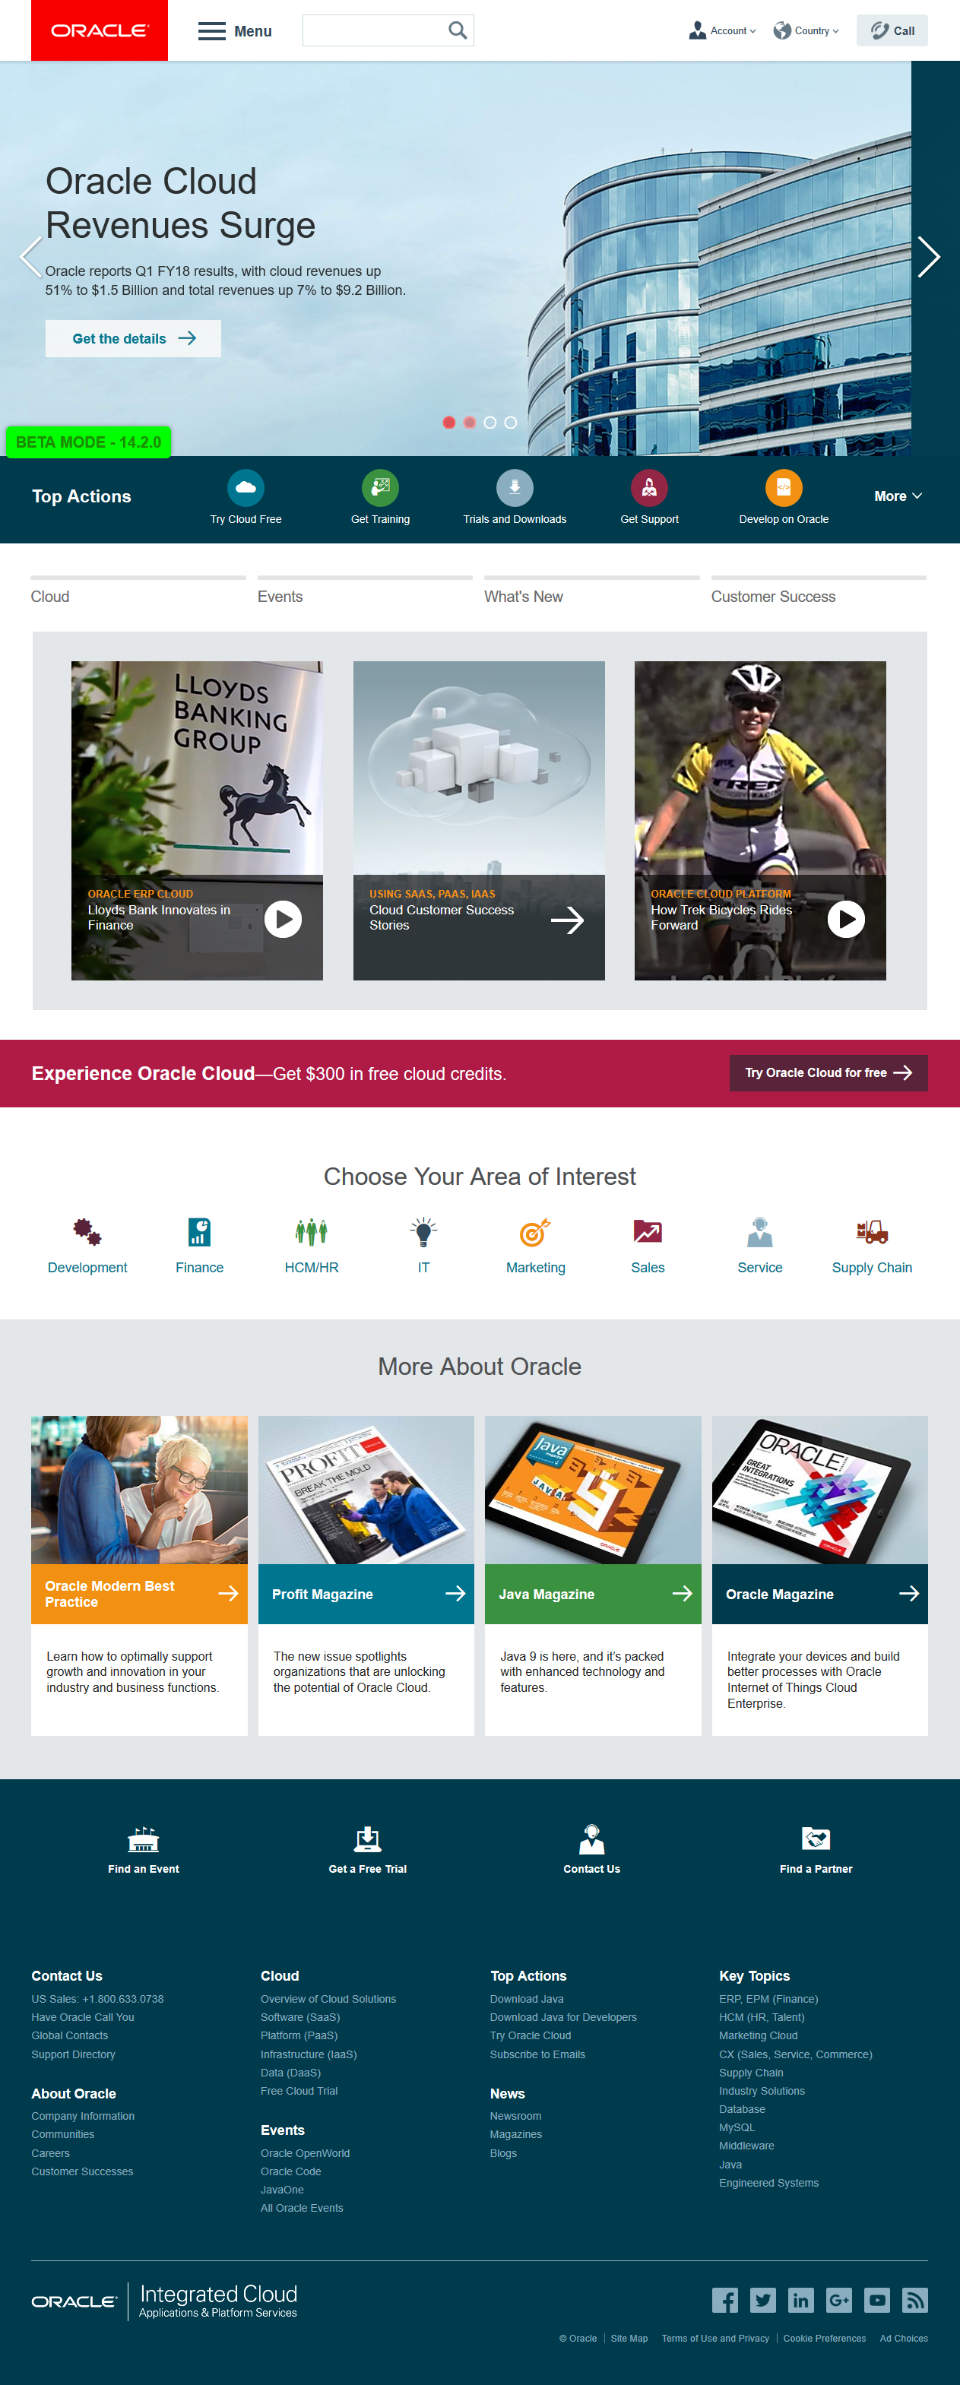 ORACLE
Menu
Account
Country
Call
Oracle Cloud
Revenues Surge
Oracle reports Q1 FY18 results, with cloud revenues up
51% to $1.5 Billion and total revenues up 7% to $9.2 Billion.
Get the details
BETA MODE - 14.2.0
Top Actions
Try Cloud Free
Get Training
Trials and Downloads
Get Support
Develop on Oracle
More
Cloud
Events
What's New
Customer Success
LLOYDS
BANKING
GROUP
TREK
ORACLE ERP CLOUD
Lloyds Bank Innovates in
Finance
USING SAAS, PAAS, IAAS
Cloud Customer Success
Stories
ORACLE CLOUD PLATFORM
How Trek Bicycles Rides
Forward
20
Experience Oracle Cloud—Get $300 in free cloud credits.
Try Oracle Cloud for free
Choose Your Area of Interest
Development
Finance
HCM/HR
IT
Marketing
Sales
Service
Supply Chain
More About Oracle
PROFIT
BREAK THE MOLD
Java
JAVA
9
ORACLE
GREAT
INTEGRATIONS
Oracle Modern Best
Practice
Profit Magazine
Java Magazine
Oracle Magazine
Learn how to optimally support
growth and innovation in your
industry and business functions.
The new issue spotlights
organizations that are unlocking
the potential of Oracle Cloud.
Java 9 is here, and it's packed
with enhanced technology and
features.
Integrate your devices and build
better processes with Oracle
Internet of Things Cloud
Enterprise.
Find an Event
Get a Free Trial
Contact Us
Find a Partner
Contact Us
US Sales: +1.800.633.0738
Have Oracle Call You
Global Contacts
Support Directory
About Oracle
Company Information
Communities
Careers
Customer Successes
Cloud
Overview of Cloud Solutions
Software (SaaS)
Platform (PaaS)
Infrastructure (IaaS)
Data (DaaS)
Free Cloud Trial
Events
Oracle OpenWorld
Oracle Code
JavaOne
All Oracle Events
Top Actions
Download Java
Download Java for Developers
Try Oracle Cloud
Subscribe to Emails
News
Newsroom
Magazines
Blogs
Key Topics
ERP, EPM (Finance)
HCM (HR, Talent)
Marketing Cloud
CX (Sales, Service, Commerce)
Supply Chain
Industry Solutions
Database
MySQL
Middleware
Java
Engineered Systems
ORACLE
Integrated Cloud
Applications & Platform Services
© Oracle
Site Map
Terms of Use and Privacy
Cookie Preferences
Ad Choices